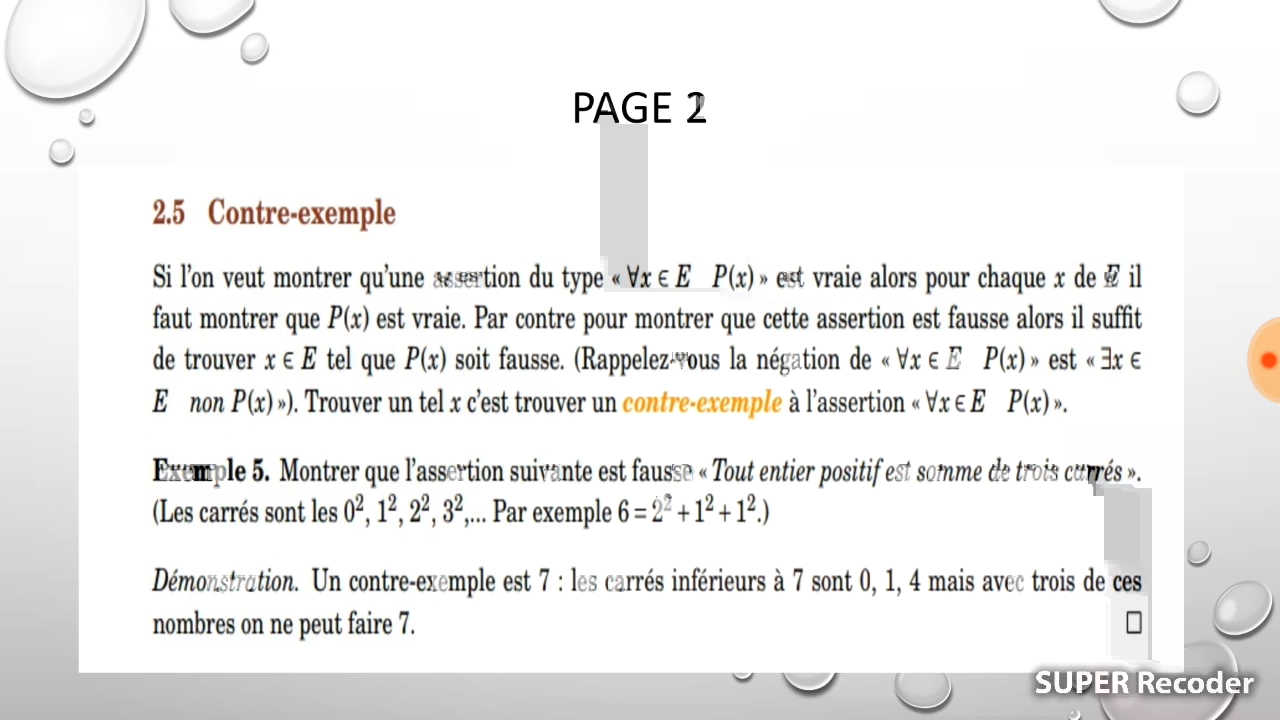 PAGE 2
2.5 Contre-exemple
Si l'on veut montrer qu'une assertion du type « ∀x ∈ E P(x) » est vraie alors pour chaque x de E il
faut montrer que P(x) est vraie. Par contre pour montrer que cette assertion est fausse alors il suffit
de trouver x ∈ E tel que P(x) soit fausse. (Rappelez-vous la négation de « ∀x ∈ E P(x) » est « ∃x ∈
E non P(x) »). Trouver un tel x c'est trouver un contre-exemple à l'assertion « ∀x ∈ E P(x) ».
Exemple 5. Montrer que l'assertion suivante est fausse « Tout entier positif est somme de trois carrés ».
(Les carrés sont les 0², 1², 2², 3²,... Par exemple 6 = 2² + 1² + 1².)
Démonstration. Un contre-exemple est 7 : les carrés inférieurs à 7 sont 0, 1, 4 mais avec trois de ces
nombres on ne peut faire 7. □
SUPER Recoder